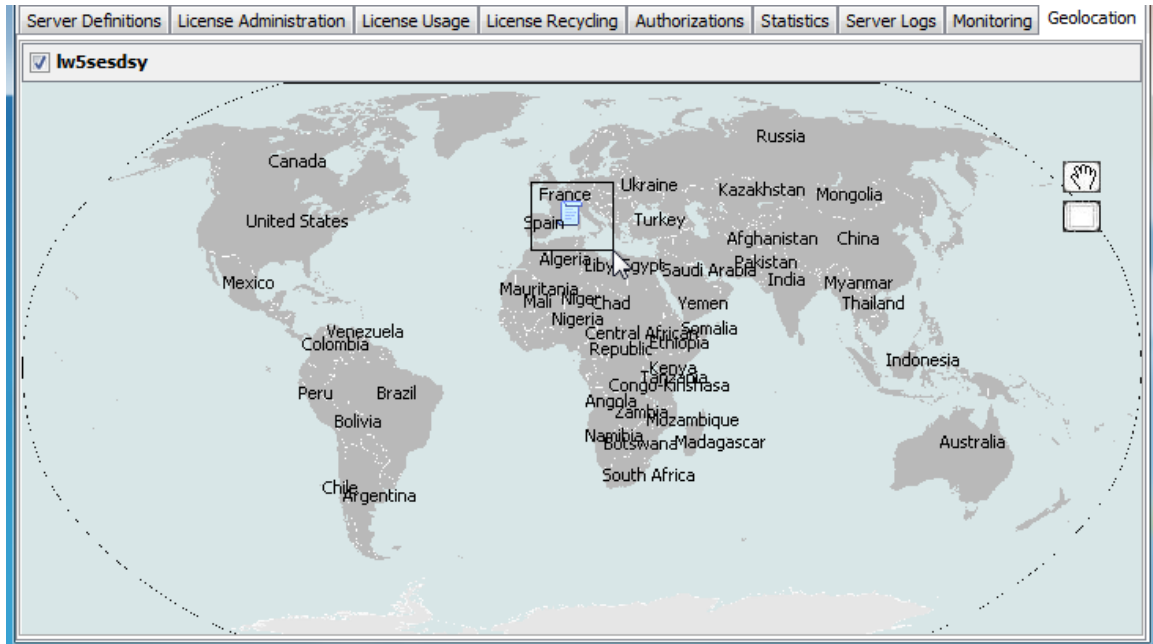 Server Definitions License Administration License Usage License Recycling Authorizations Statistics Server Logs Monitoring Geolocation
lw5sesdsy
Russia
Canada
Ukraine
France
Kazakhstan
Mongolia
United States
Spain
Turkey
Afghanistan
China
Algeria
Egypt
Saudi Arabia
Pakistan
India
Mexico
Myanmar
Mauritania
Mali
Niger
Chad
Yemen
Thailand
Nigeria
Venezuela
Colombia
Central African
Republic
Somalia
Ethiopia
Indonesia
Kenya
Tanzania
Congo-Kinshasa
Peru
Brazil
Angola
Zambia
Mozambique
Bolivia
Namibia
Botswana
Madagascar
Australia
South Africa
Chile
Argentina